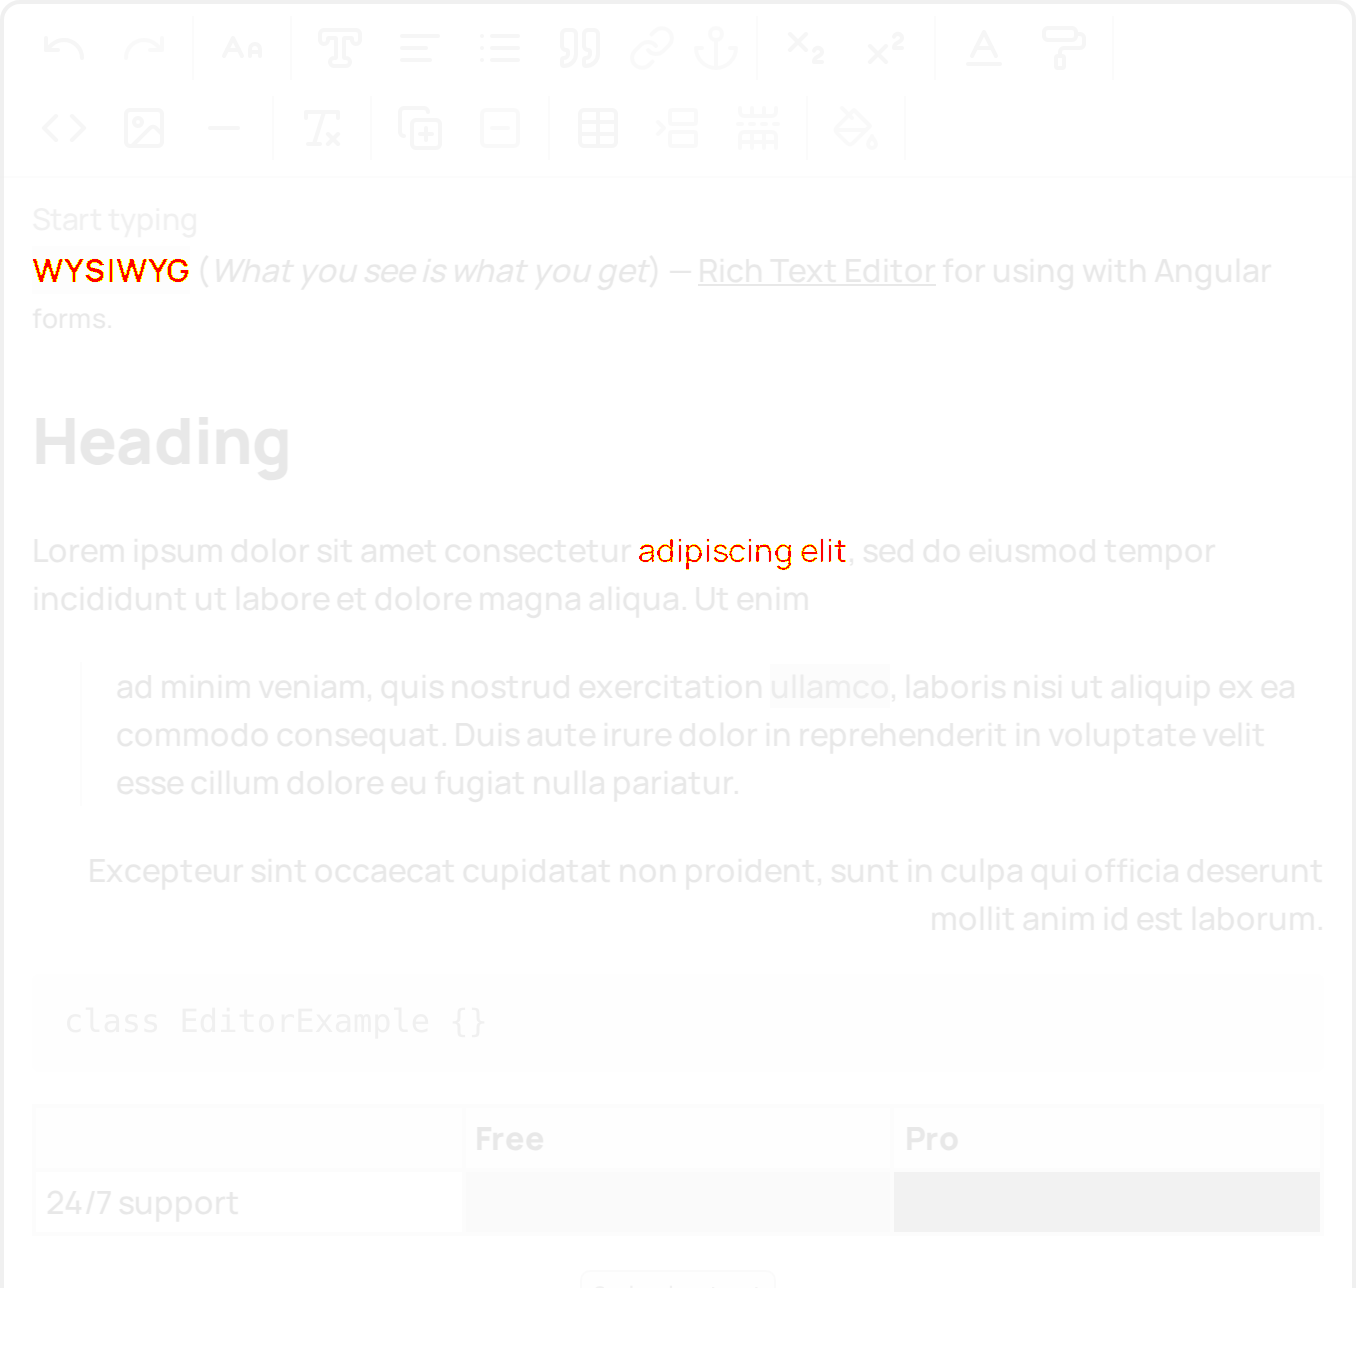 Start typing
WYSIWYG (What you see is what you get) — Rich Text Editor for using with Angular
forms.
Heading
Lorem ipsum dolor sit amet consectetur adipiscing elit, sed do eiusmod tempor
incididunt ut labore et dolore magna aliqua. Ut enim
ad minim veniam, quis nostrud exercitation ullamco, laboris nisi ut aliquip ex ea
commodo consequat. Duis aute irure dolor in reprehenderit in voluptate velit
esse cillum dolore eu fugiat nulla pariatur.
Excepteur sint occaecat cupidatat non proident, sunt in culpa qui officia deserunt
mollit anim id est laborum.
class EditorExample {}
Free Pro
24/7 support